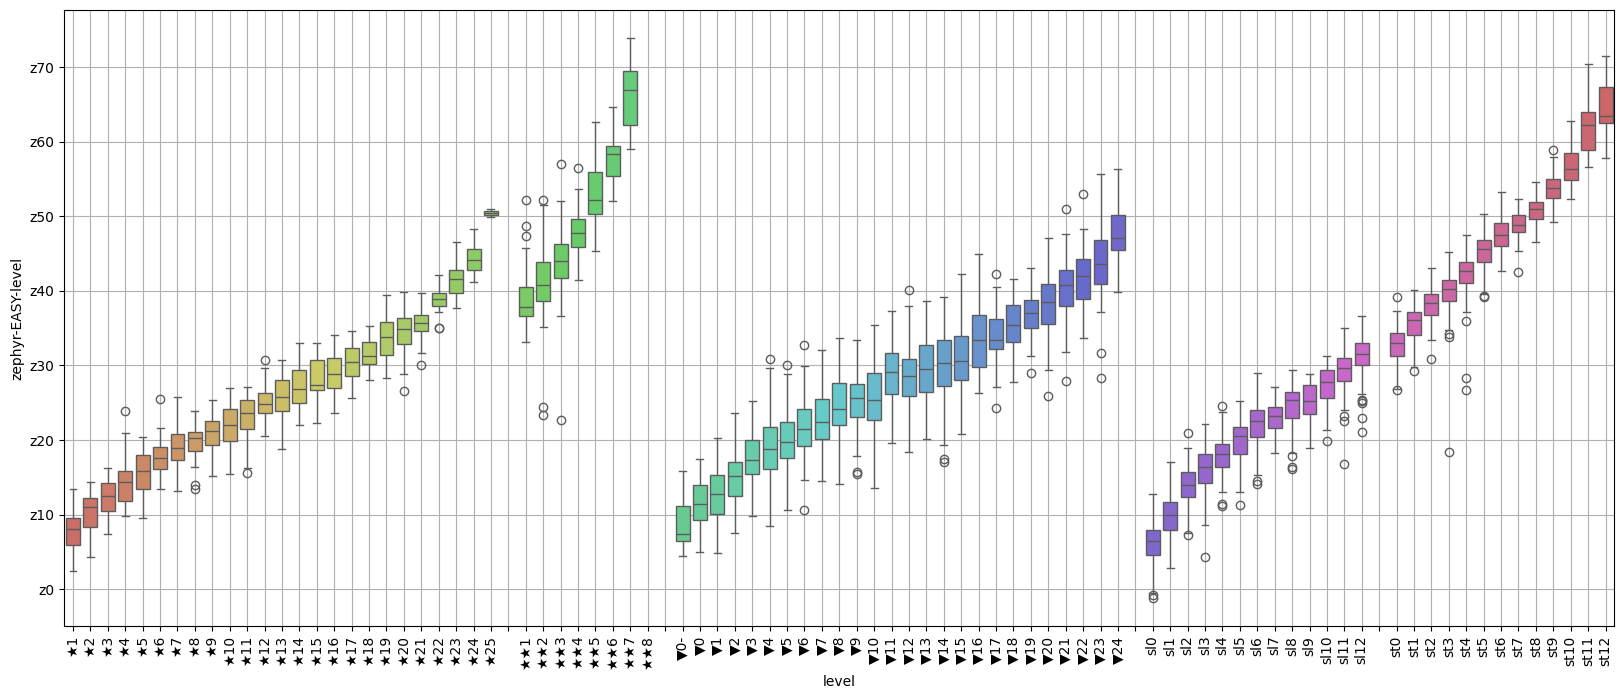 zephyr-EASY-level
z70
z60
z50
z40
z30
z20
z10
z0
★1 ★2 ★3 ★4 ★5 ★6 ★7 ★8 ★9 ★10 ★11 ★12 ★13 ★14 ★15 ★16 ★17 ★18 ★19 ★20 ★21 ★22 ★23 ★24 ★25 ★★1 ★★2 ★★3 ★★4 ★★5 ★★6 ★★7 ★★8 ▼0- ▼0 ▼1 ▼2 ▼3 ▼4 ▼5 ▼6 ▼7 ▼8 ▼9 ▼10 ▼11 ▼12 ▼13 ▼14 ▼15 ▼16 ▼17 ▼18 ▼19 ▼20 ▼21 ▼22 ▼23 ▼24 sl0 sl1 sl2 sl3 sl4 sl5 sl6 sl7 sl8 sl9 sl10 sl11 sl12 st0 st1 st2 st3 st4 st5 st6 st7 st8 st9 st10 st11 st12
level